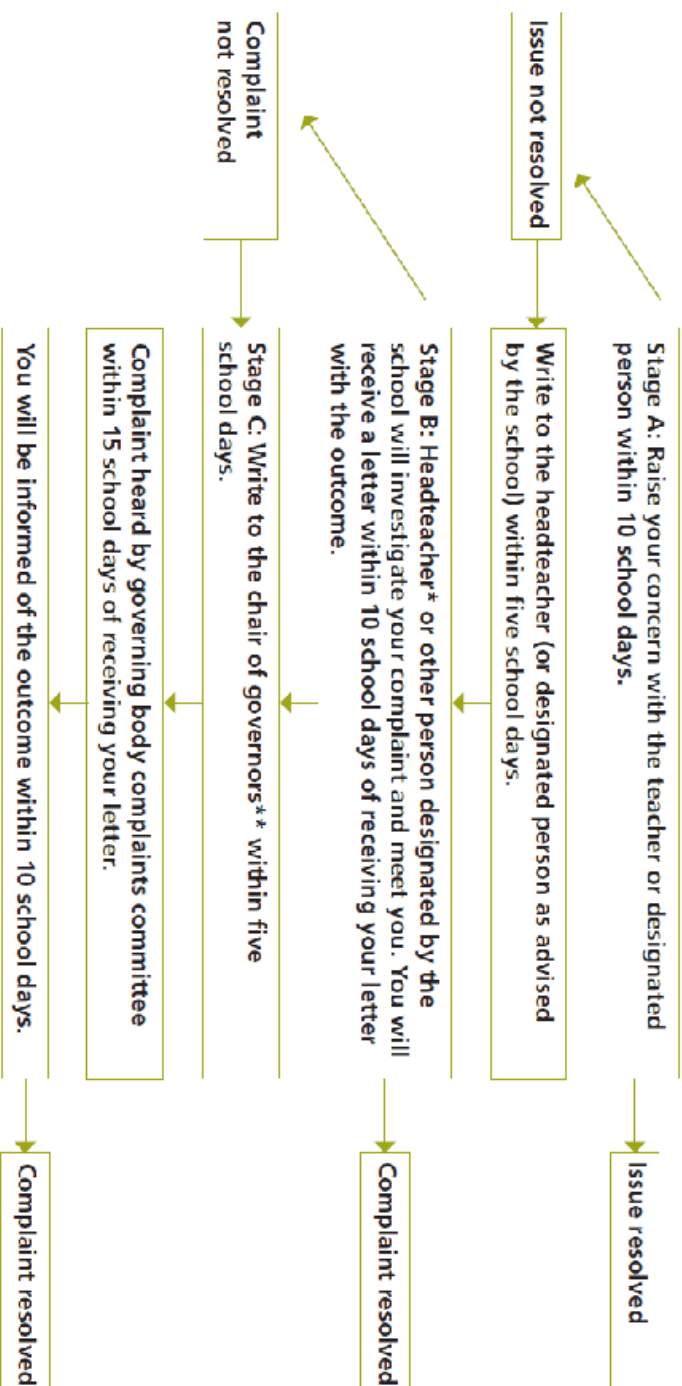 Stage A: Raise your concern with the teacher or designated
person within 10 school days.
Issue resolved
Issue not resolved
Write to the headteacher (or designated person as advised
by the school) within five school days.
Stage B: Headteacher* or other person designated by the
school will investigate your complaint and meet you. You will
receive a letter within 10 school days of receiving your letter
with the outcome.
Complaint resolved
Complaint
not resolved
Stage C: Write to the chair of governors** within five
school days.
Complaint heard by governing body complaints committee
within 15 school days of receiving your letter.
You will be informed of the outcome within 10 school days.
Complaint resolved